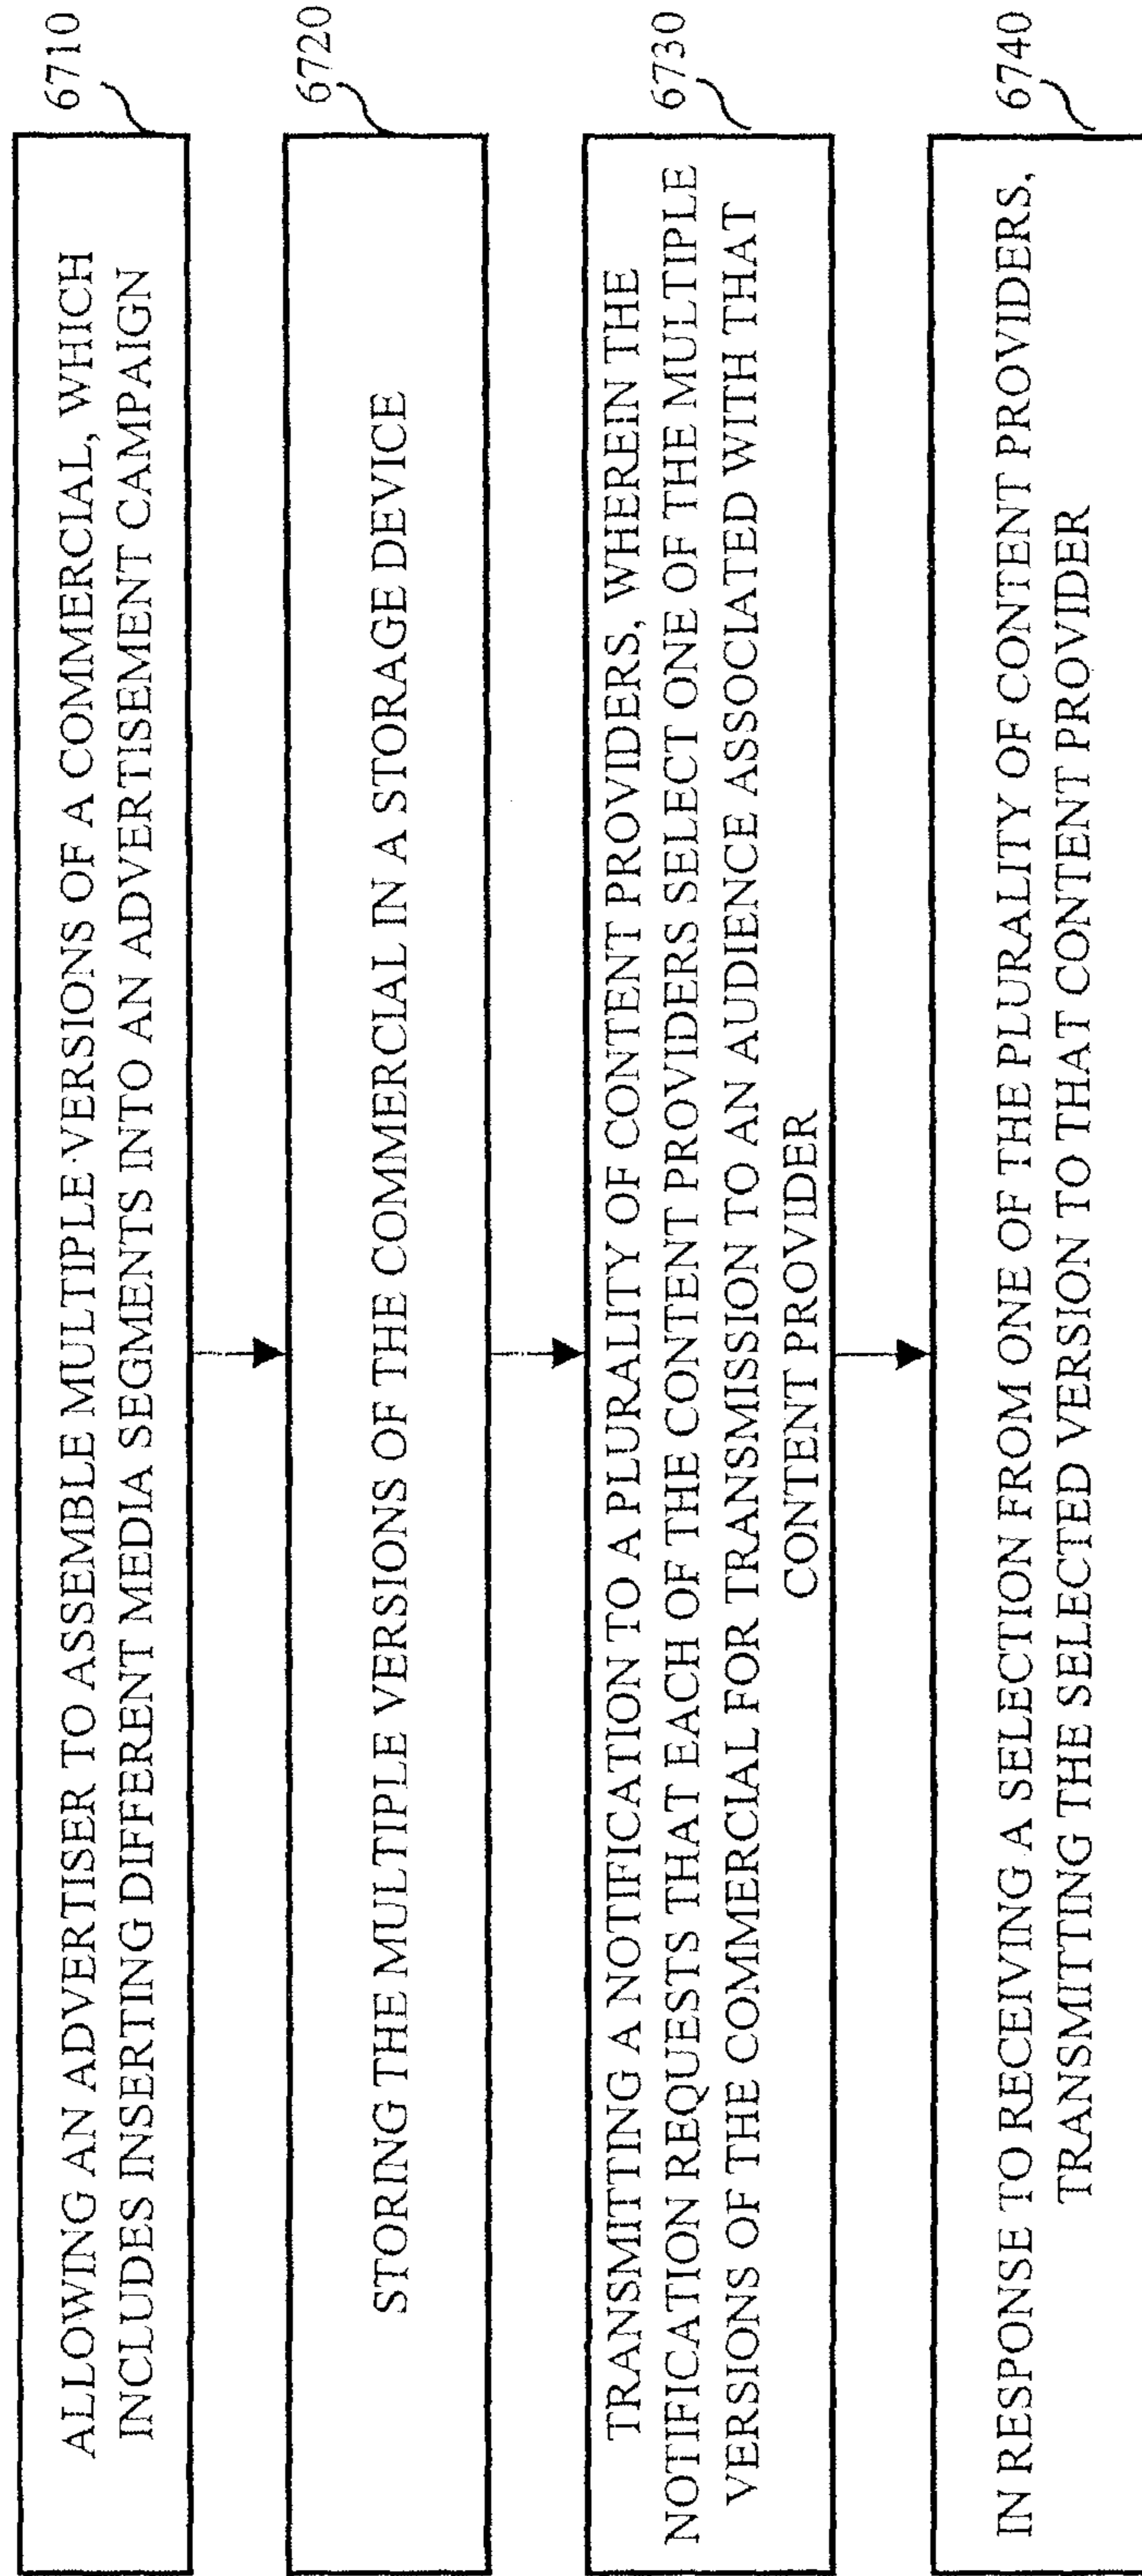 ALLOWING AN ADVERTISER TO ASSEMBLE MULTIPLE VERSIONS OF A COMMERCIAL, WHICH
INCLUDES INSERTING DIFFERENT MEDIA SEGMENTS INTO AN ADVERTISEMENT CAMPAIGN
6710
STORING THE MULTIPLE VERSIONS OF THE COMMERCIAL IN A STORAGE DEVICE
6720
TRANSMITTING A NOTIFICATION TO A PLURALITY OF CONTENT PROVIDERS, WHEREIN THE
NOTIFICATION REQUESTS THAT EACH OF THE CONTENT PROVIDERS SELECT ONE OF THE MULTIPLE
VERSIONS OF THE COMMERCIAL FOR TRANSMISSION TO AN AUDIENCE ASSOCIATED WITH THAT
CONTENT PROVIDER
6730
IN RESPONSE TO RECEIVING A SELECTION FROM ONE OF THE PLURALITY OF CONTENT PROVIDERS,
TRANSMITTING THE SELECTED VERSION TO THAT CONTENT PROVIDER
6740